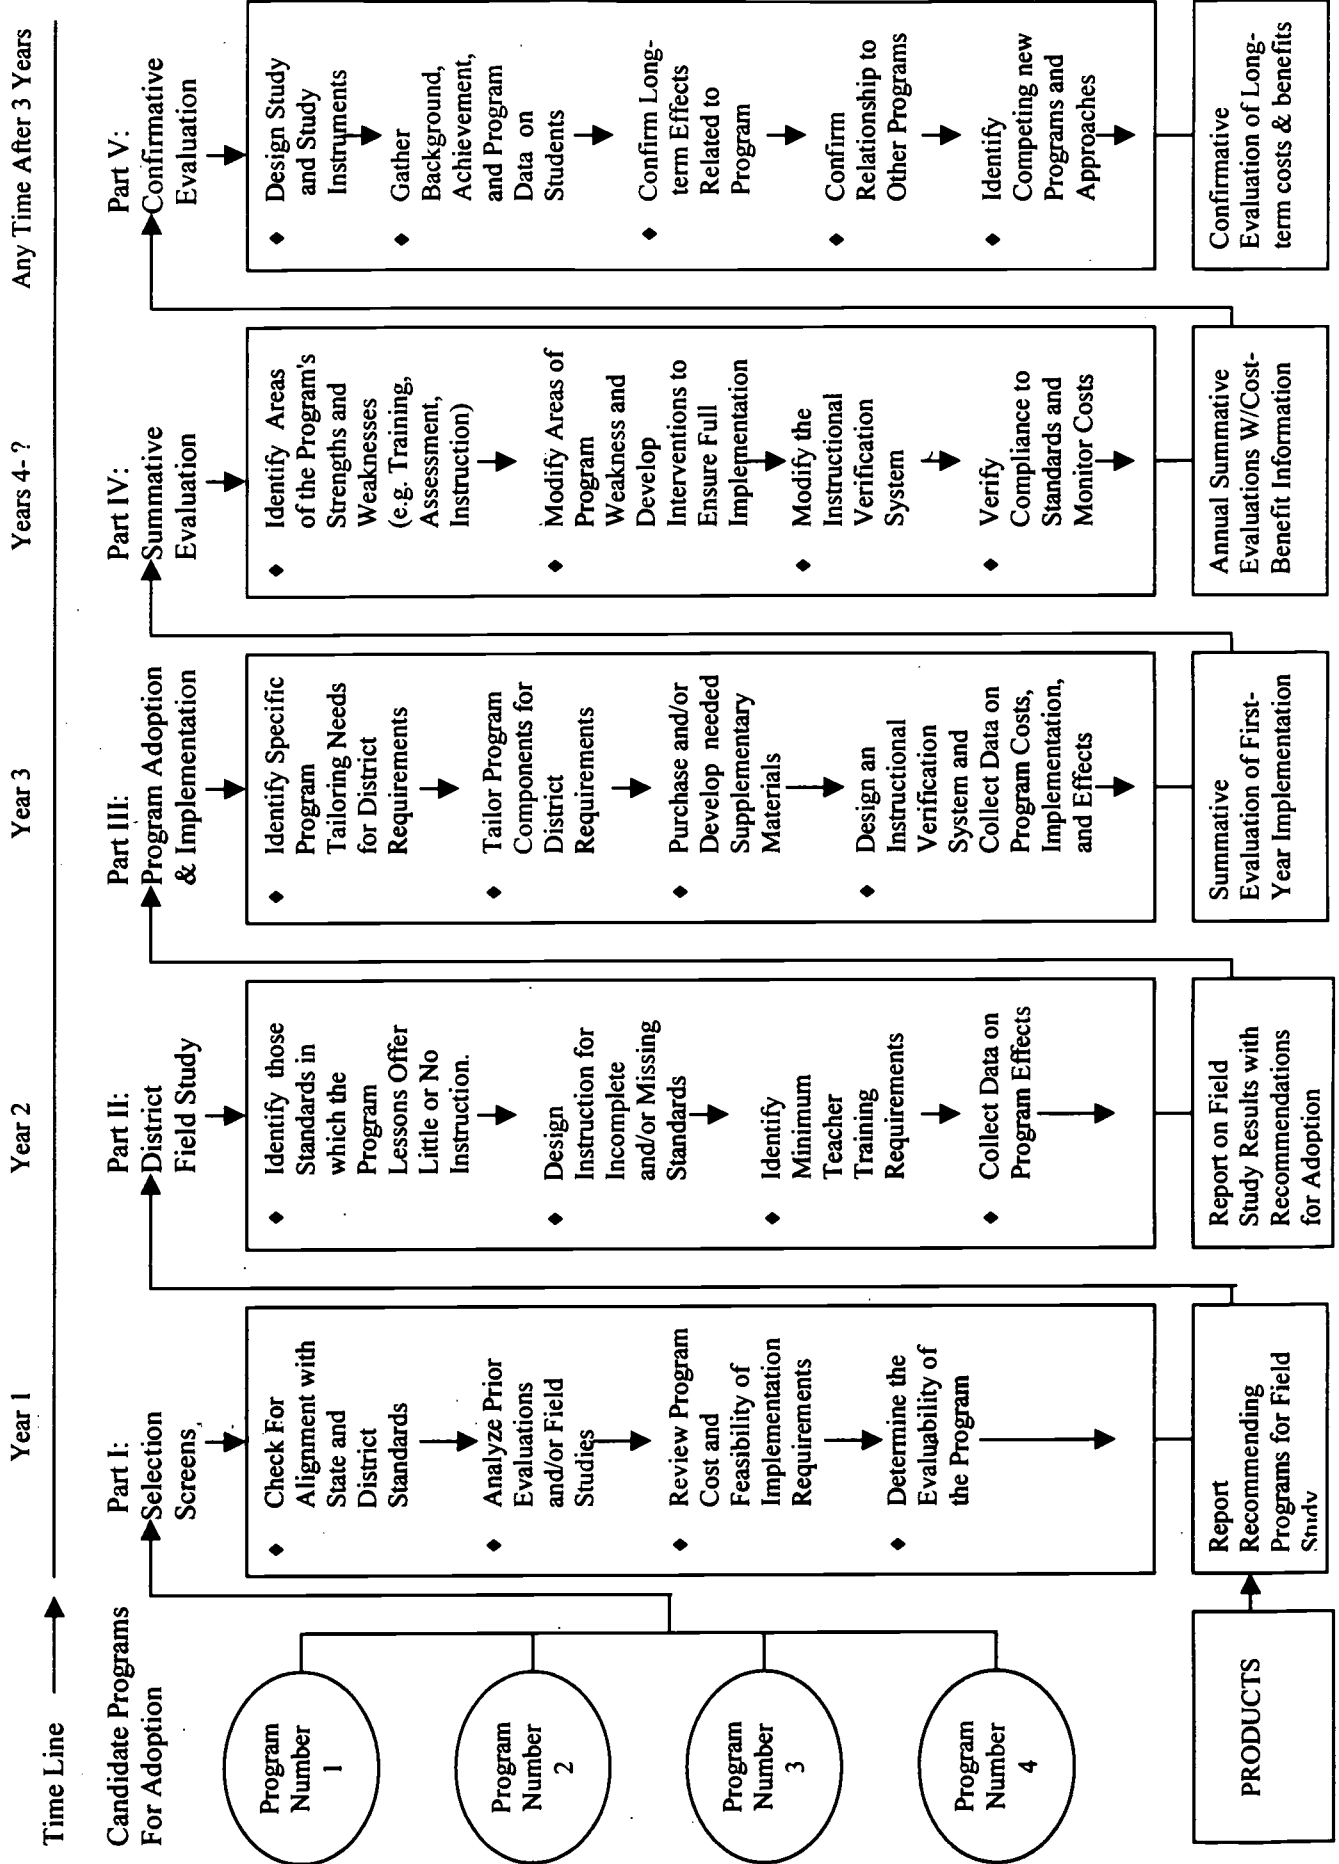 Time Line
Year 1
Year 2
Year 3
Years 4- ?
Any Time After 3 Years
Candidate Programs
For Adoption
Program
Number
1
Program
Number
2
Program
Number
3
Program
Number
4
PRODUCTS
Part I:
Selection
Screens
Check For
Alignment with
State and
District
Standards
Analyze Prior
Evaluations
and/or Field
Studies
Review Program
Cost and
Feasibility of
Implementation
Requirements
Determine the
Evaluability of
the Program
Report
Recommending
Programs for Field
Study
Part II:
District
Field Study
Identify those
Standards in
which the
Program
Lessons Offer
Little or No
Instruction.
Design
Instruction for
Incomplete
and/or Missing
Standards
Identify
Minimum
Teacher
Training
Requirements
Collect Data on
Program Effects
Report on Field
Study Results with
Recommendations
for Adoption
Part III:
Program Adoption
& Implementation
Identify Specific
Program
Tailoring Needs
for District
Requirements
Tailor Program
Components for
District
Requirements
Purchase and/or
Develop needed
Supplementary
Materials
Design an
Instructional
Verification
System and
Collect Data on
Program Costs,
Implementation,
and Effects
Summative
Evaluation of First-
Year Implementation
Part IV:
Summative
Evaluation
Identify Areas
of the Program's
Strengths and
Weaknesses
(e.g. Training,
Assessment,
Instruction)
Modify Areas of
Program
Weakness and
Develop
Interventions to
Ensure Full
Implementation
Modify the
Instructional
Verification
System
Verify
Compliance to
Standards and
Monitor Costs
Annual Summative
Evaluations W/Cost-
Benefit Information
Part V:
Confirmative
Evaluation
Design Study
and Study
Instruments
Gather
Background,
Achievement,
and Program
Data on
Students
Confirm Long-
term Effects
Related to
Program
Confirm
Relationship to
Other Programs
Identify
Competing new
Programs and
Approaches
Confirmative
Evaluation of Long-
term costs & benefits